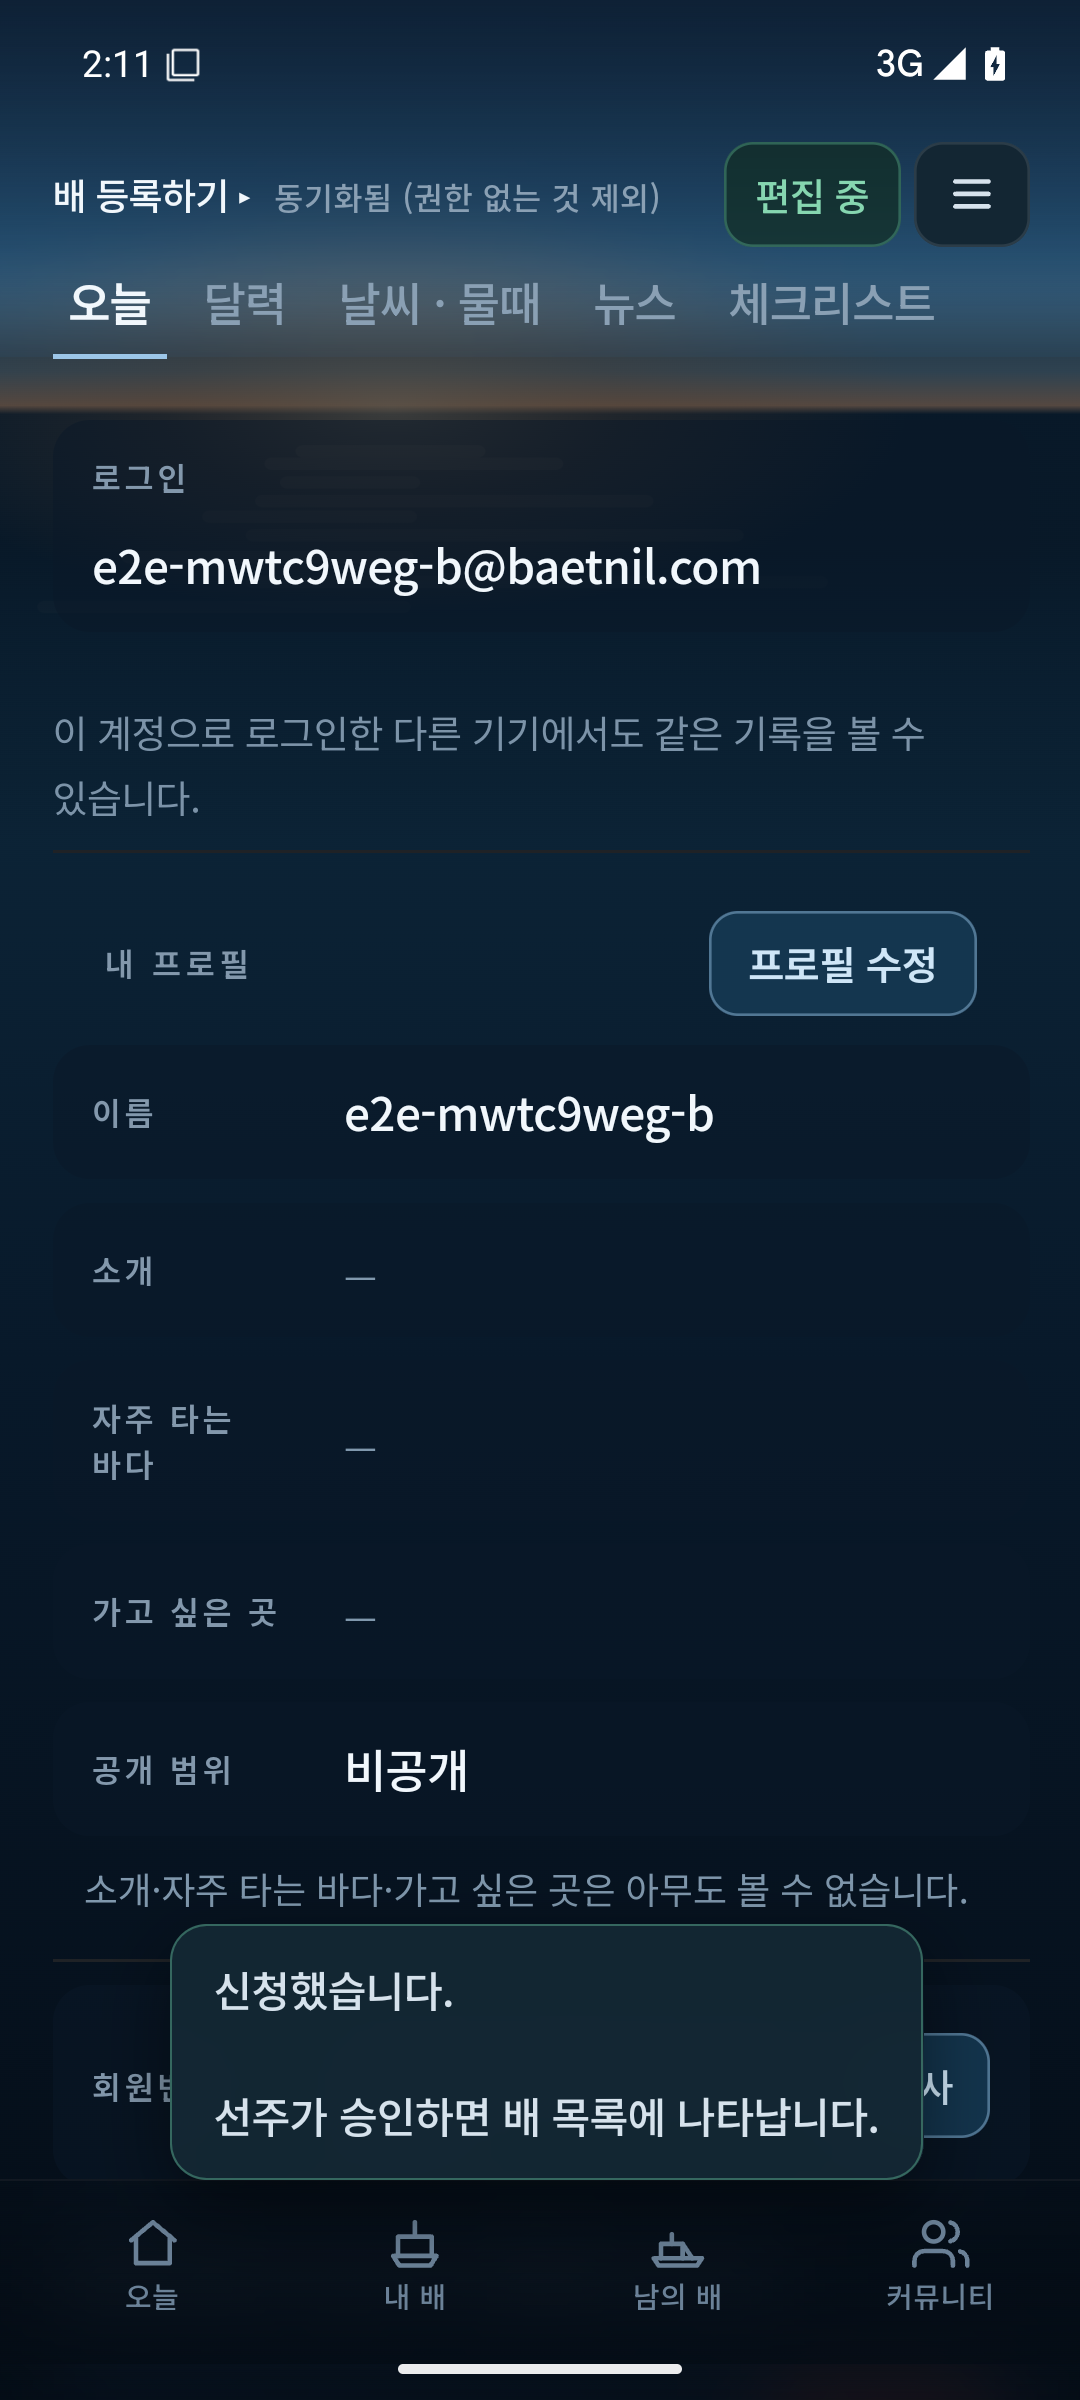 2:11
3G
배 등록하기 ▸ 동기화됨 (권한 없는 것 제외)
편집 중
오늘 달력 날씨 · 물때 뉴스 체크리스트
로그인
e2e-mwtc9weg-b@baetnil.com
이 계정으로 로그인한 다른 기기에서도 같은 기록을 볼 수
있습니다.
내 프로필
프로필 수정
이름 e2e-mwtc9weg-b
소개 —
자주 타는
바다 —
가고 싶은 곳 —
공개 범위 비공개
소개·자주 타는 바다·가고 싶은 곳은 아무도 볼 수 없습니다.
신청했습니다.
회원 사
선주가 승인하면 배 목록에 나타납니다.
오늘 내 배 남의 배 커뮤니티